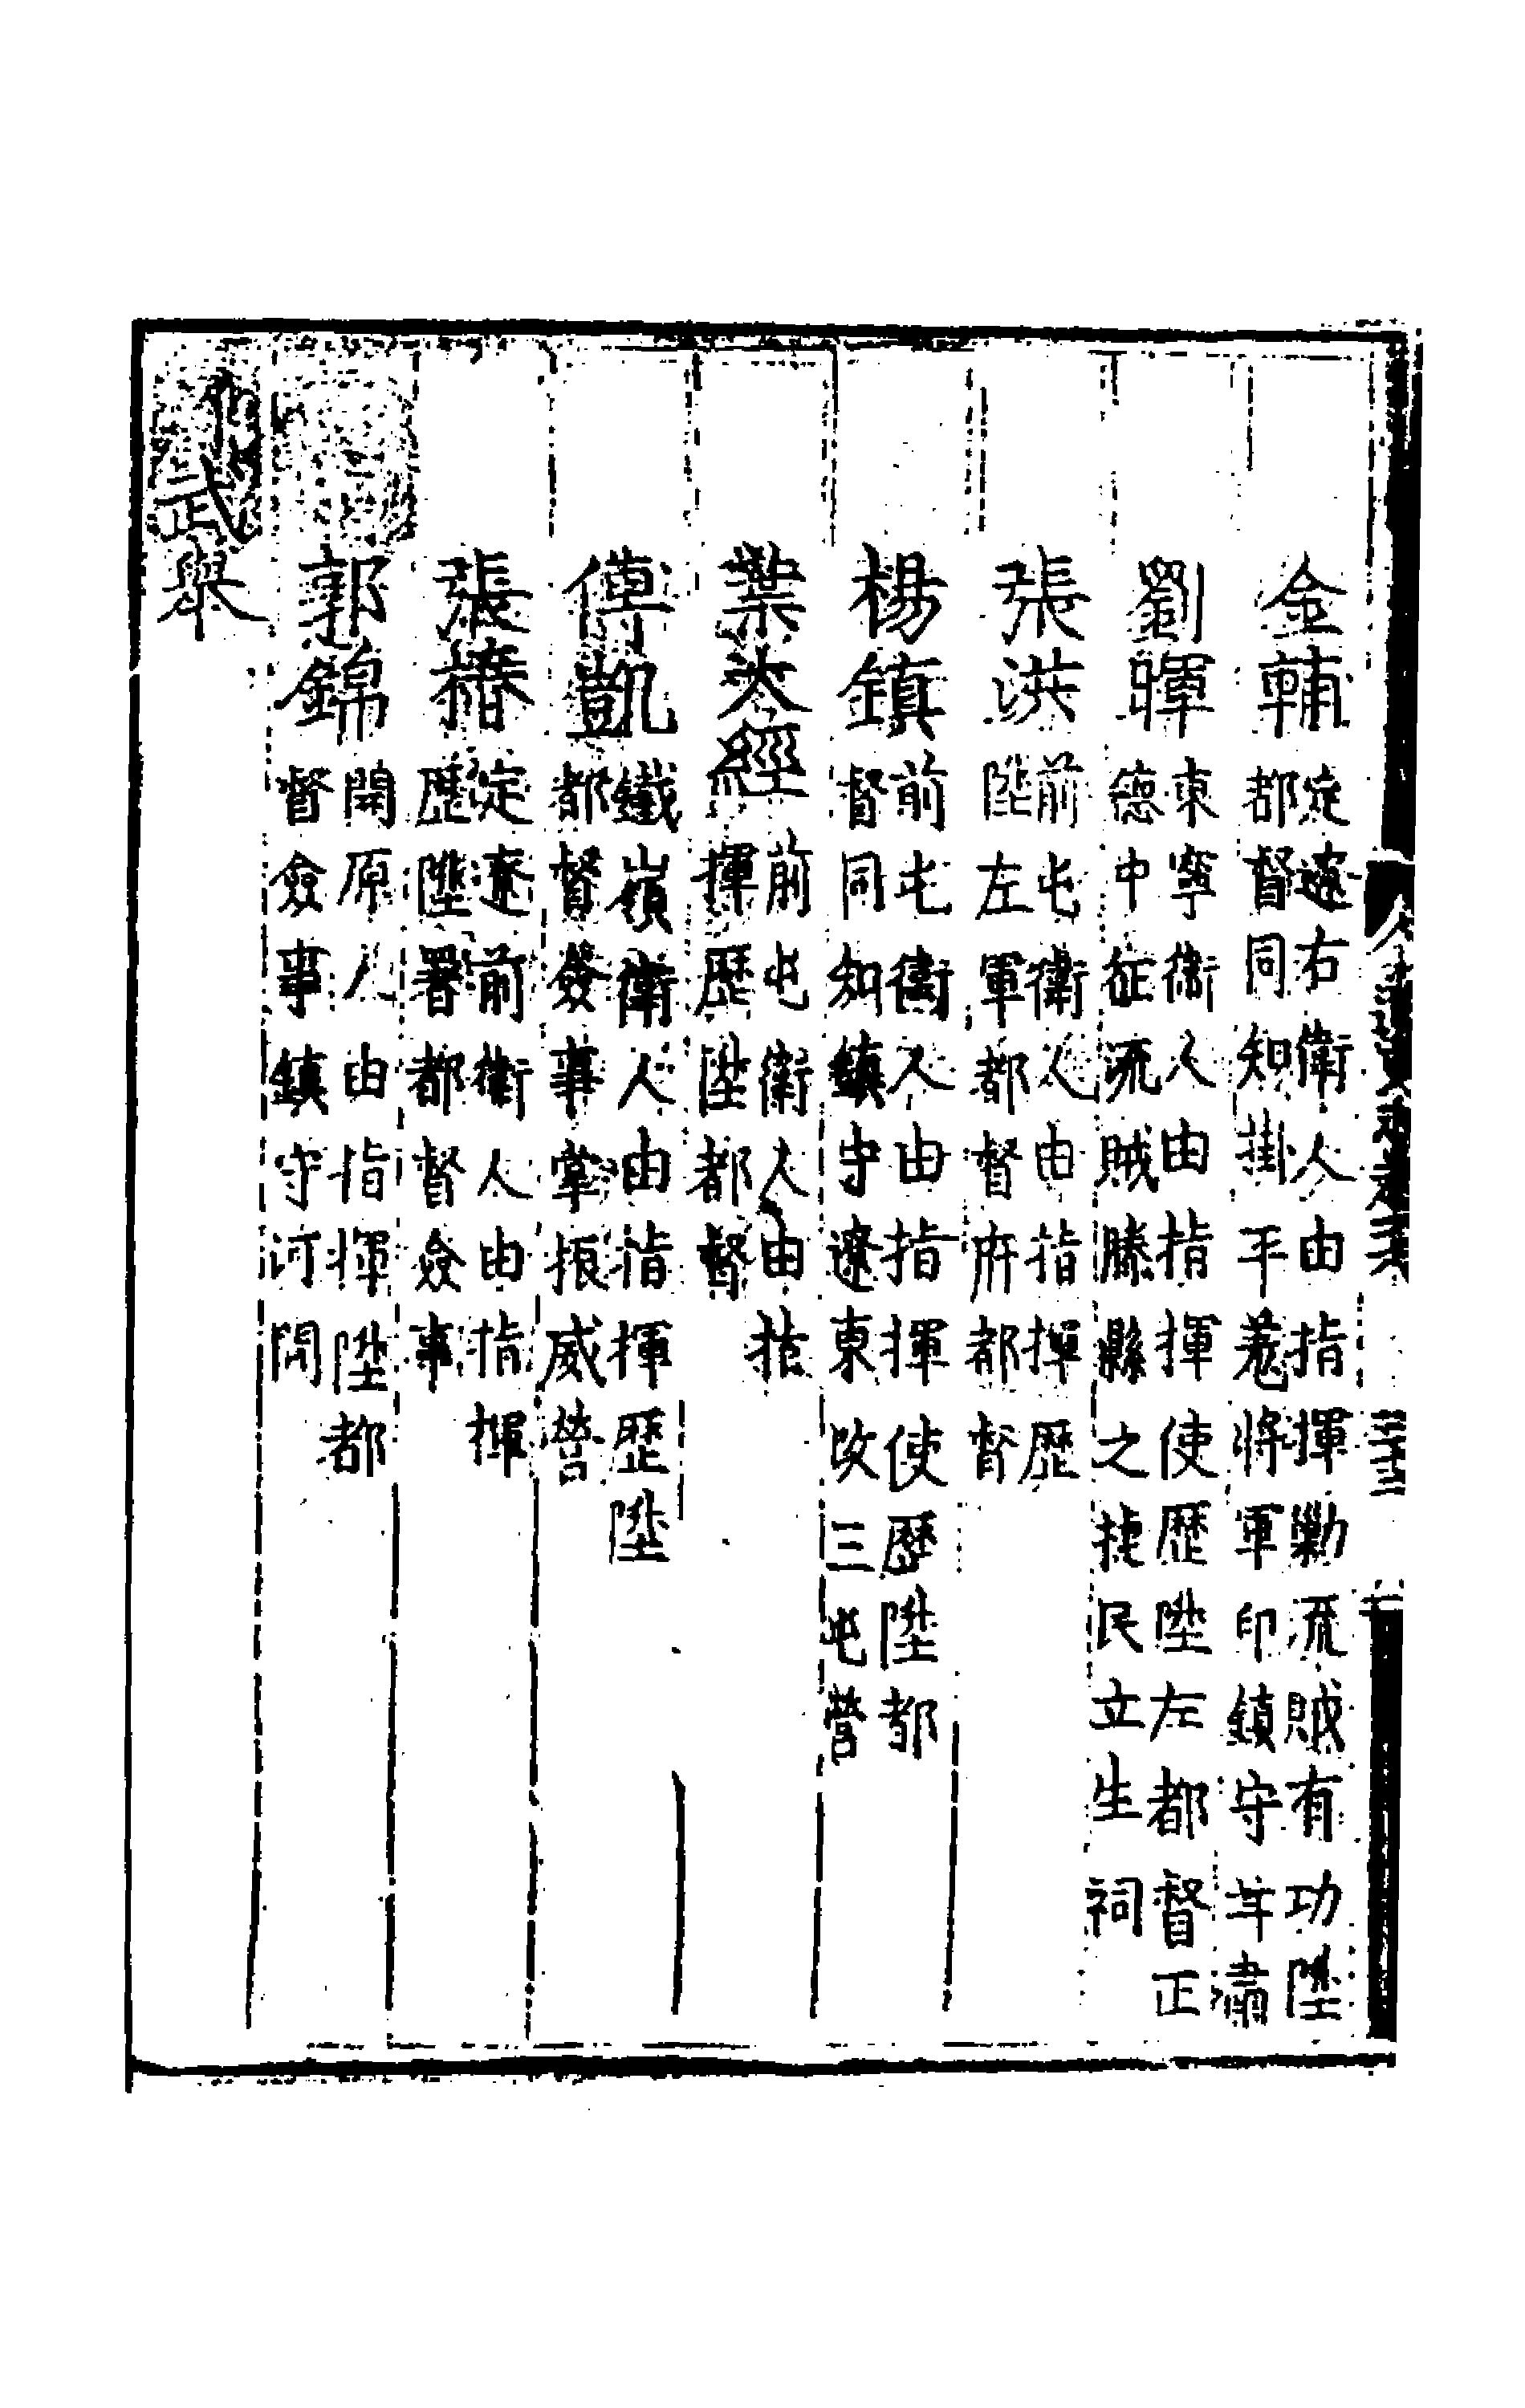 金輔 定遼右衛人由指揮勦流賊有功陞
都督同知掛平羗將軍印鎮守甘肅
劉暉 東寧衛人由指揮使歷陞左都督正
德中征流賊滕縣之捷民立生祠
張洪 前屯衛人由指揮歷
陞左軍都督府都督
楊鎮 前屯衛人由指揮使歷陞都
督同知鎮守遼東改三屯營
葉大經 前屯衛人由指
揮歷陞都督
傅凱 鐵嶺衛人由指揮歷陞
都督僉事掌振威營
張椿 定遼前衛人由指揮
歷陞署都督僉事
郭錦 開原人由指揮陞都
督僉事鎮守河間
武舉